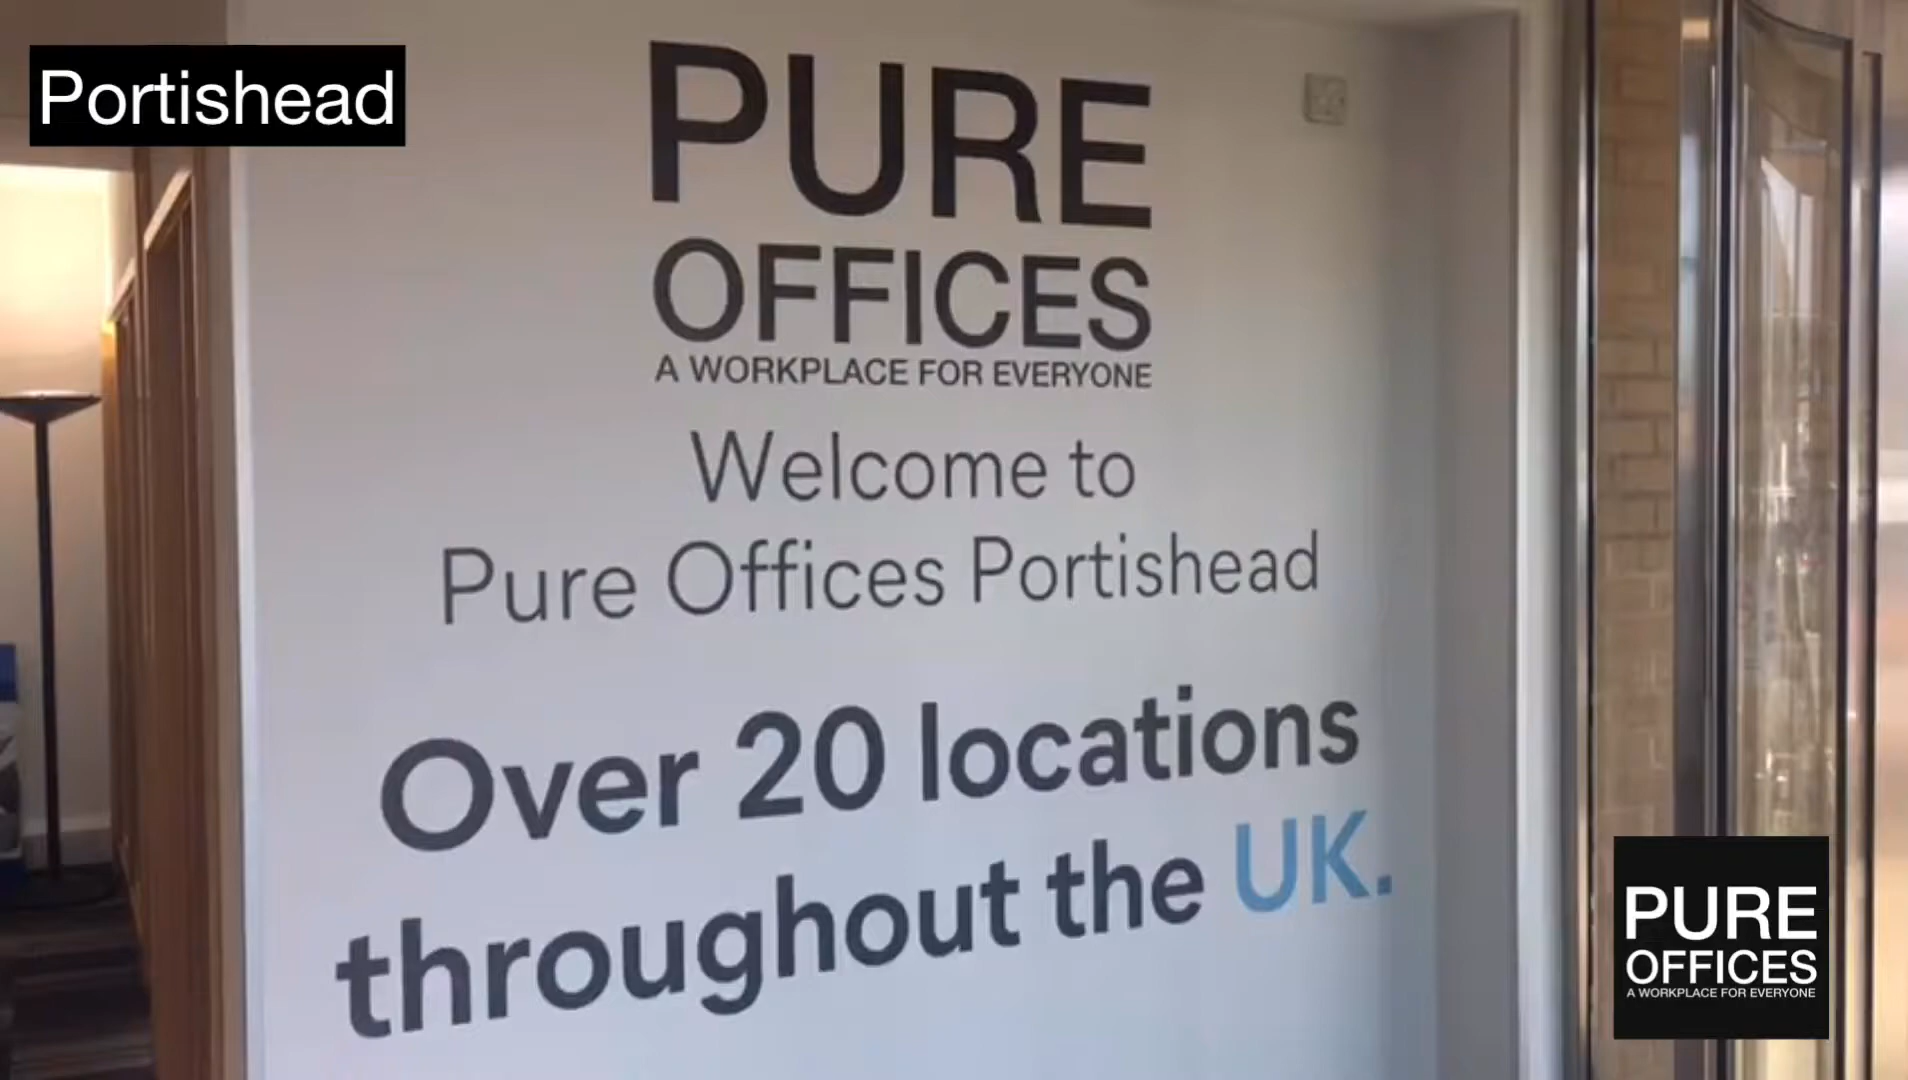 Portishead
PURE
OFFICES
A WORKPLACE FOR EVERYONE
Welcome to
Pure Offices Portishead
Over 20 locations
throughout the UK.
PURE
OFFICES
A WORKPLACE FOR EVERYONE